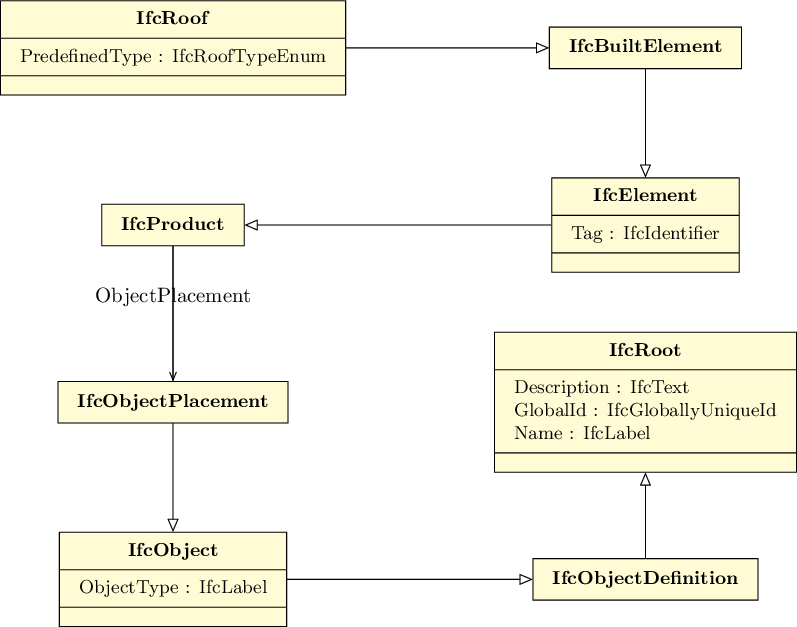 IfcRoof
PredefinedType : IfcRoofTypeEnum
IfcBuiltElement
IfcElement
Tag : IfcIdentifier
IfcProduct
ObjectPlacement
IfcObjectPlacement
IfcRoot
Description : IfcText
GlobalId : IfcGloballyUniqueId
Name : IfcLabel
IfcObject
ObjectType : IfcLabel
IfcObjectDefinition